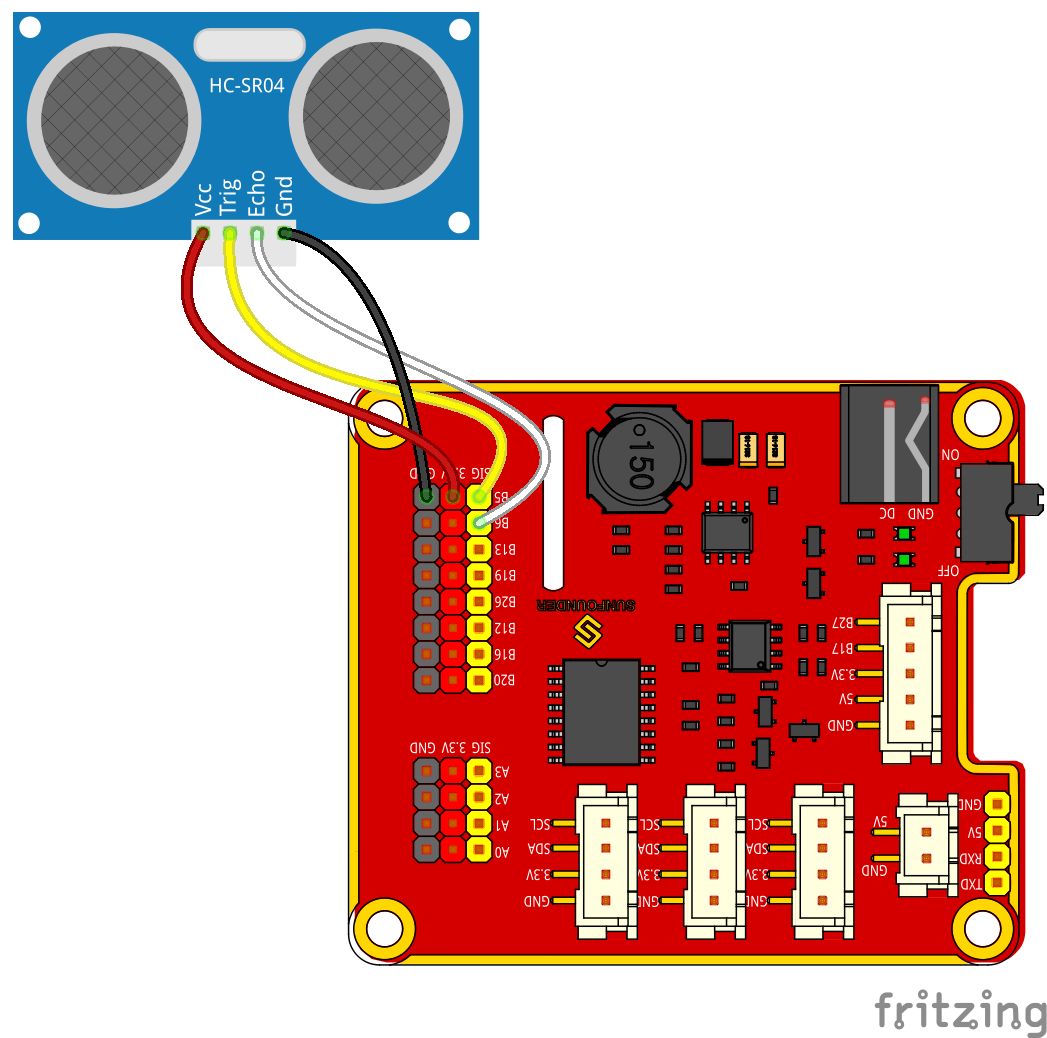 HC-SR04
Vcc
Trig
Echo
Gnd
150
ON
DC GND
OFF
GND 3.3V SIG
B5
B6
B13
B19
B26
B12
B16
B20
SUNFOUNDER
B27
B17
3.3V
5V
GND
GND 3.3V SIG
A3
A2
A1
A0
SCL
SDA
3.3V
GND
SCL
SDA
3.3V
GND
SCL
SDA
3.3V
GND
5V
GND
GND
5V
RXD
TXD
fritzing